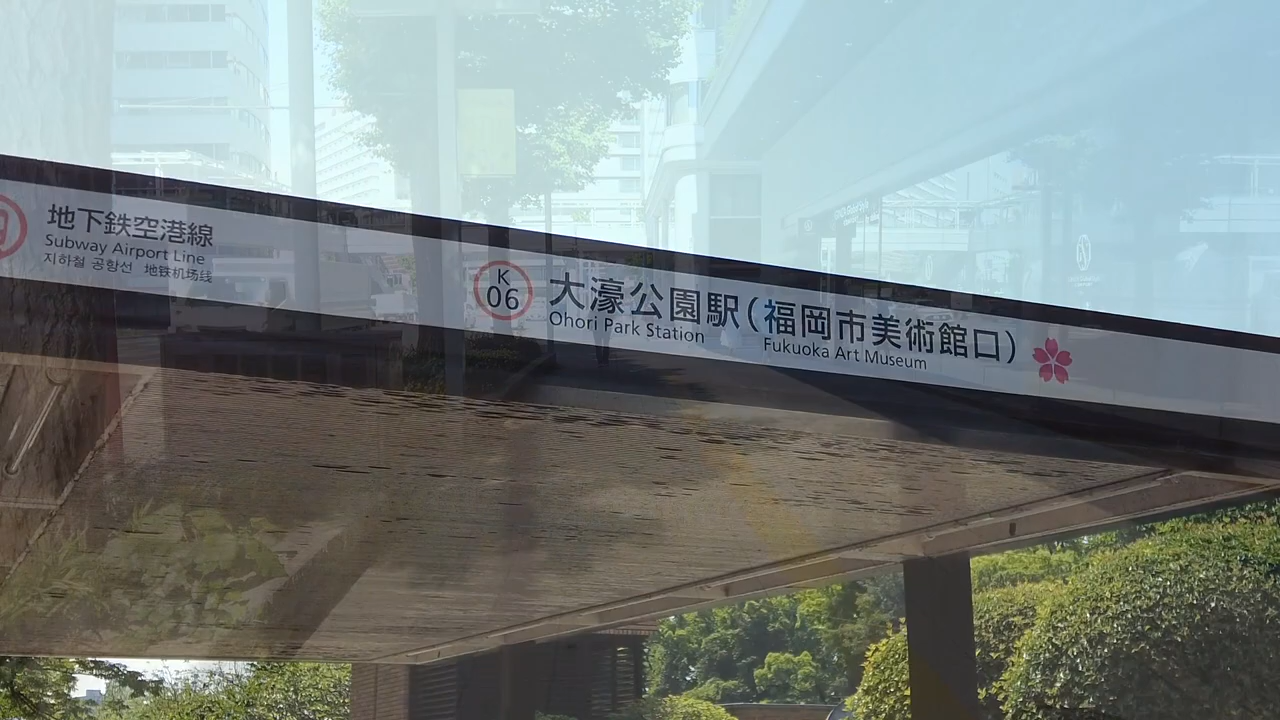 地下鉄空港線
Subway Airport Line
지하철 공항선 地铁机场线
K
06
大濠公園駅(福岡市美術館口)
Ohori Park Station
Fukuoka Art Museum